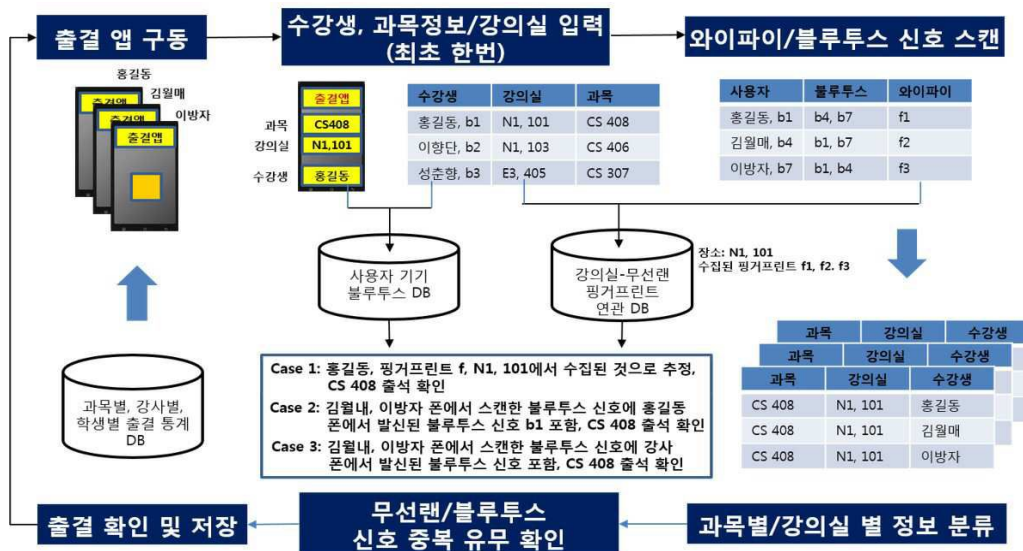 출결 앱 구동
수강생, 과목정보/강의실 입력
(최초 한번)
와이파이/블루투스 신호 스캔
홍길동
김월매
이방자
출결앱
출결앱
출결앱
출결앱
과목 CS408
강의실 N1,101
수강생 홍길동
수강생 강의실 과목
홍길동, b1 N1, 101 CS 408
이향단, b2 N1, 103 CS 406
성춘향, b3 E3, 405 CS 307
사용자 블루투스 와이파이
홍길동, b1 b4, b7 f1
김월매, b4 b1, b7 f2
이방자, b7 b1, b4 f3
사용자 기기
블루투스 DB
강의실-무선랜
핑거프린트
연관 DB
장소: N1, 101
수집된 핑거프린트 f1, f2. f3
과목별, 강사별,
학생별 출결 통계
DB
Case 1: 홍길동, 핑거프린트 f, N1, 101에서 수집된 것으로 추정,
CS 408 출석 확인
Case 2: 김월내, 이방자 폰에서 스캔한 불루투스 신호에 홍길동
폰에서 발신된 블루투스 신호 b1 포함, CS 408 출석 확인
Case 3: 김월내, 이방자 폰에서 스캔한 불루투스 신호에 강사
폰에서 발신된 블루투스 신호 포함, CS 408 출석 확인
과목 강의실 수강생
과목 강의실 수강생
과목 강의실 수강생
CS 408 N1, 101 홍길동
CS 408 N1, 101 김월매
CS 408 N1, 101 이방자
출결 확인 및 저장
무선랜/블루투스
신호 중복 유무 확인
과목별/강의실 별 정보 분류